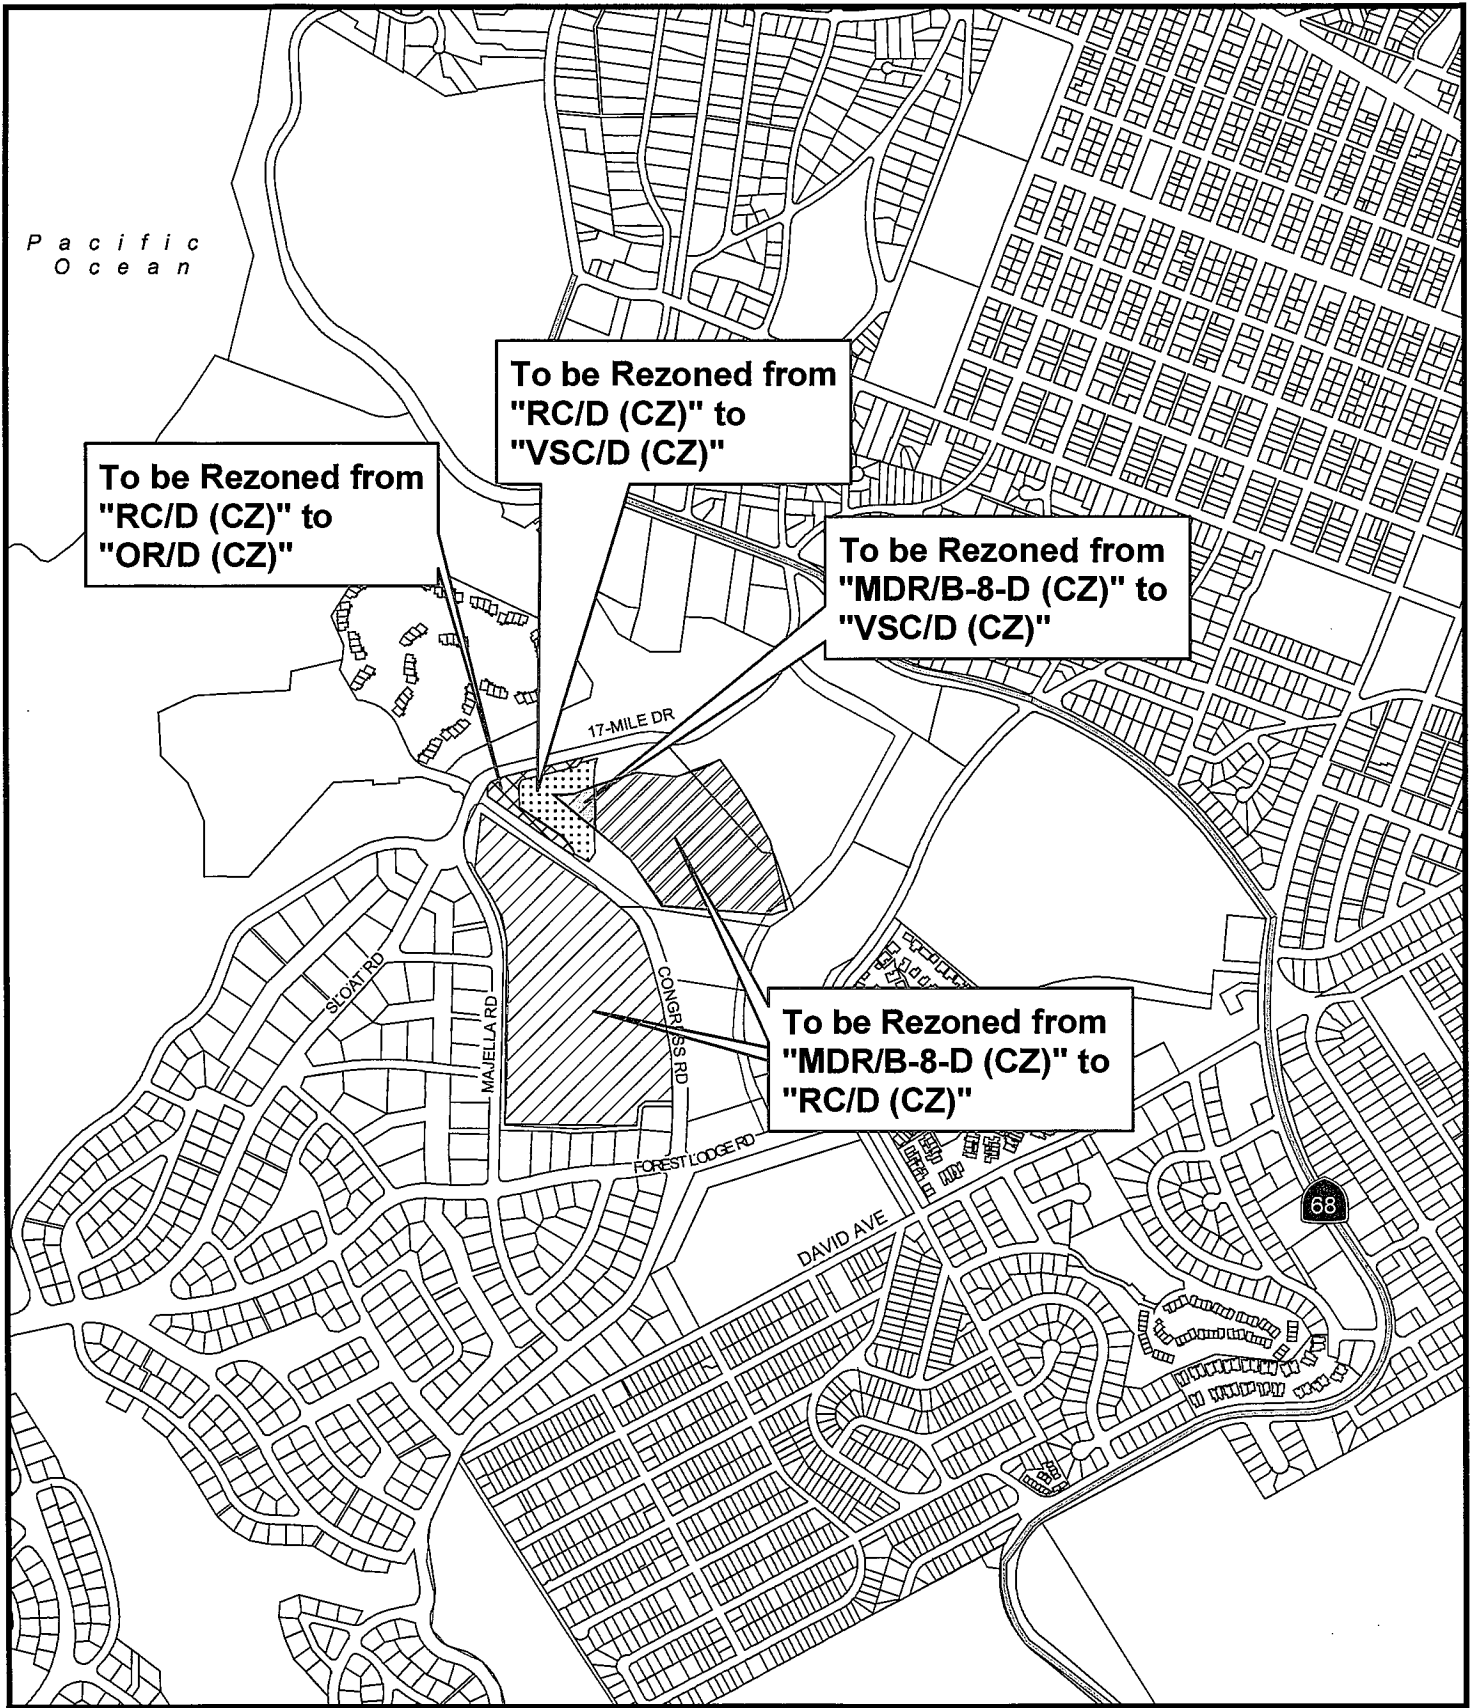 Pacific
Ocean
To be Rezoned from
"RC/D (CZ)" to
"VSC/D (CZ)"
To be Rezoned from
"RC/D (CZ)" to
"OR/D (CZ)"
To be Rezoned from
"MDR/B-8-D (CZ)" to
"VSC/D (CZ)"
17-MILE DR
SLOAT RD
MAJELLA RD
CONGRESS RD
To be Rezoned from
"MDR/B-8-D (CZ)" to
"RC/D (CZ)"
FOREST LODGE RD
DAVID AVE
68